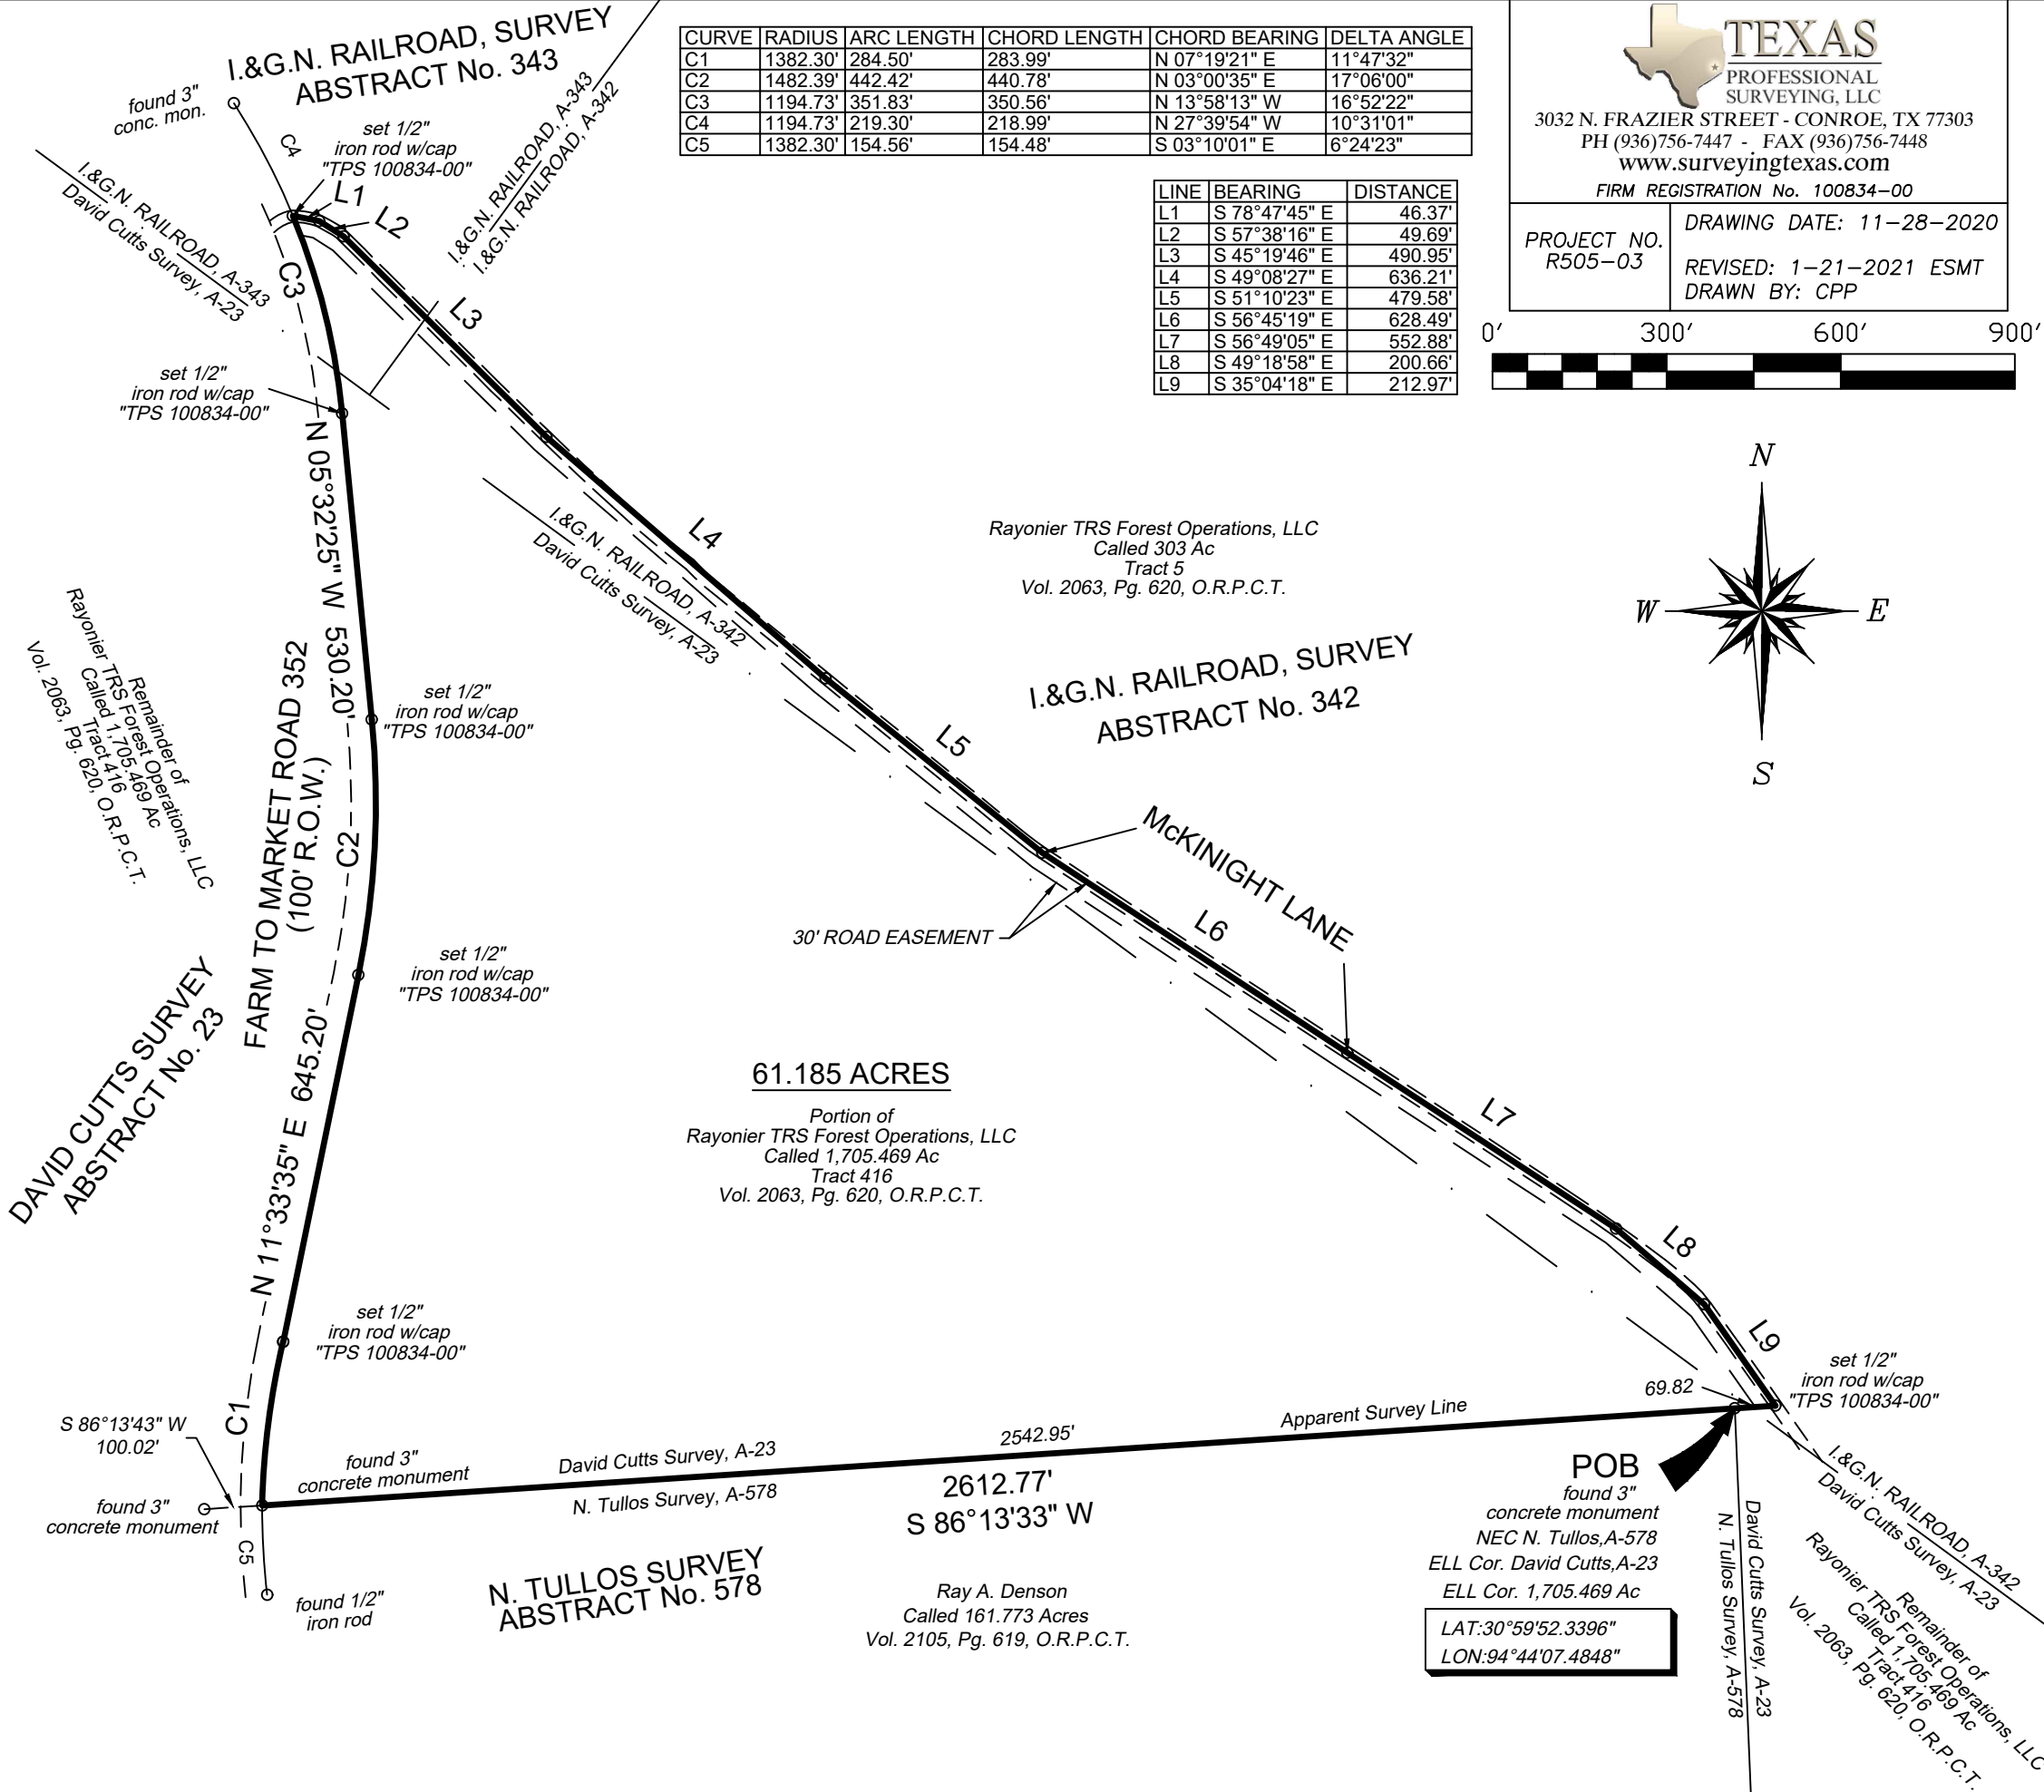 I.&G.N. RAILROAD, SURVEY
ABSTRACT No. 343
found 3"
conc. mon.
C4
set 1/2"
iron rod w/cap
"TPS 100834-00"
L1
L2
I.&G.N. RAILROAD, A-343
I.&G.N. RAILROAD, A-342
I.&G.N. RAILROAD, A-343
David Cutts Survey, A-23
CURVE RADIUS ARC LENGTH CHORD LENGTH CHORD BEARING DELTA ANGLE
C1 1382.30' 284.50' 283.99' N 07°19'21" E 11°47'32"
C2 1482.39' 442.42' 440.78' N 03°00'35" E 17°06'00"
C3 1194.73' 351.83' 350.56' N 13°58'13" W 16°52'22"
C4 1194.73' 219.30' 218.99' N 27°39'54" W 10°31'01"
C5 1382.30' 154.56' 154.48' S 03°10'01" E 6°24'23"
LINE BEARING DISTANCE
L1 S 78°47'45" E 46.37'
L2 S 57°38'16" E 49.69'
L3 S 45°19'46" E 490.95'
L4 S 49°08'27" E 636.21'
L5 S 51°10'23" E 479.58'
L6 S 56°45'19" E 628.49'
L7 S 56°49'05" E 552.88'
L8 S 49°18'58" E 200.66'
L9 S 35°04'18" E 212.97'
TEXAS
PROFESSIONAL
SURVEYING, LLC
3032 N. FRAZIER STREET - CONROE, TX 77303
PH (936)756-7447 - FAX (936)756-7448
www.surveyingtexas.com
FIRM REGISTRATION No. 100834-00
PROJECT NO.
R505-03
DRAWING DATE: 11-28-2020
REVISED: 1-21-2021 ESMT
DRAWN BY: CPP
0' 300' 600' 900'
N
W
E
S
C3
L3
set 1/2"
iron rod w/cap
"TPS 100834-00"
N 05°32'25" W 530.20'
L4
I.&G.N. RAILROAD, A-342
David Cutts Survey, A-23
Rayonier TRS Forest Operations, LLC
Called 303 Ac
Tract 5
Vol. 2063, Pg. 620, O.R.P.C.T.
I.&G.N. RAILROAD, SURVEY
ABSTRACT No. 342
Remainder of
Rayonier TRS Forest Operations, LLC
Called 1,705.469 Ac
Tract 416
Vol. 2063, Pg. 620, O.R.P.C.T.
FARM TO MARKET ROAD 352
(100' R.O.W.)
set 1/2"
iron rod w/cap
"TPS 100834-00"
C2
L5
McKINIGHT LANE
30' ROAD EASEMENT
L6
set 1/2"
iron rod w/cap
"TPS 100834-00"
DAVID CUTTS SURVEY
ABSTRACT No. 23
N 11°33'35" E 645.20'
61.185 ACRES
Portion of
Rayonier TRS Forest Operations, LLC
Called 1,705.469 Ac
Tract 416
Vol. 2063, Pg. 620, O.R.P.C.T.
L7
L8
L9
set 1/2"
iron rod w/cap
"TPS 100834-00"
set 1/2"
iron rod w/cap
"TPS 100834-00"
69.82
C1
S 86°13'43" W
100.02'
found 3"
concrete monument
found 3"
concrete monument
David Cutts Survey, A-23
N. Tullos Survey, A-578
2542.95'
Apparent Survey Line
2612.77'
S 86°13'33" W
C5
found 1/2"
iron rod
N. TULLOS SURVEY
ABSTRACT No. 578
Ray A. Denson
Called 161.773 Acres
Vol. 2105, Pg. 619, O.R.P.C.T.
POB
found 3"
concrete monument
NEC N. Tullos,A-578
ELL Cor. David Cutts,A-23
ELL Cor. 1,705.469 Ac
LAT:30°59'52.3396"
LON:94°44'07.4848"
David Cutts Survey, A-23
N. Tullos Survey, A-578
I.&G.N. RAILROAD, A-342
David Cutts Survey, A-23
Remainder of
Rayonier TRS Forest Operations, LLC
Called 1,705.469 Ac
Tract 416
Vol. 2063, Pg. 620, O.R.P.C.T.